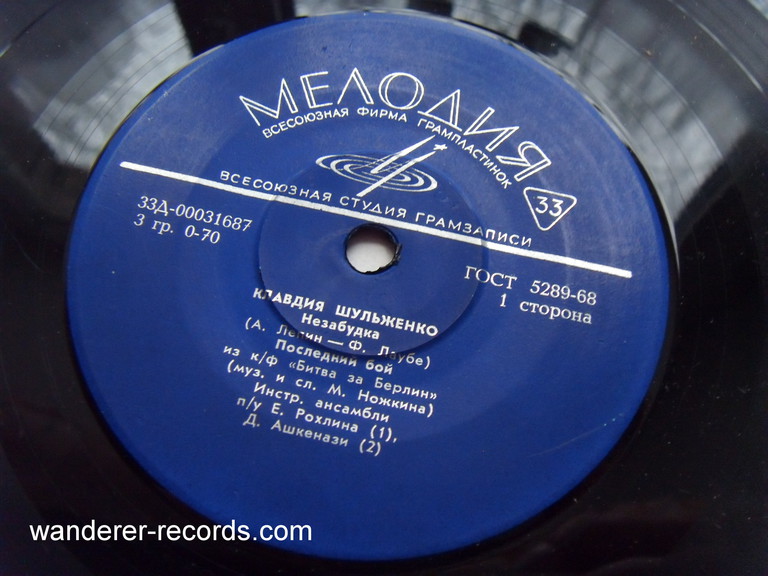 МЕЛОДИЯ
ВСЕСОЮЗНАЯ ФИРМА ГРАМПЛАСТИНОК
33
ВСЕСОЮЗНАЯ СТУДИЯ ГРАМЗАПИСИ
33Д-00031687
3 гр. 0-70
ГОСТ 5289-68
1 сторона
КЛАВДИЯ ШУЛЬЖЕНКО
Незабудка
(А. Лепин — Ф. Лаубе)
Последний бой
из к/ф «Битва за Берлин»
(муз. и сл. М. Ножкина)
Инстр. ансамбли
п/у Е. Рохлина (1),
Д. Ашкенази (2)
wanderer-records.com